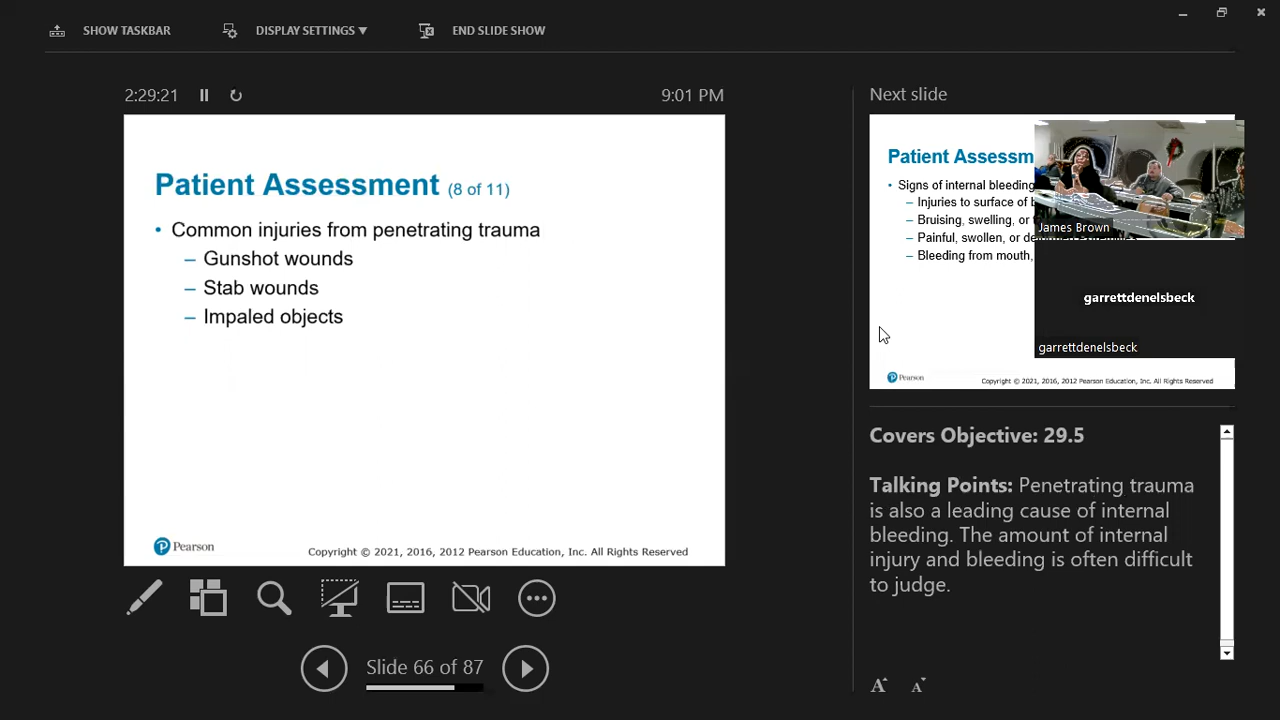 SHOW TASKBAR DISPLAY SETTINGS ▼ END SLIDE SHOW
2:29:21 9:01 PM
Patient Assessment (8 of 11)
• Common injuries from penetrating trauma
– Gunshot wounds
– Stab wounds
– Impaled objects
Pearson
Copyright © 2021, 2016, 2012 Pearson Education, Inc. All Rights Reserved
Slide 66 of 87
Next slide
Patient Assessm
• Signs of internal bleeding
– Injuries to surface of b
– Bruising, swelling, or
– Painful, swollen, or
– Bleeding from mouth,
James Brown
garrettdenelsbeck
garrettdenelsbeck
Pearson
Copyright © 2021, 2016, 2012 Pearson Education, Inc. All Rights Reserved
Covers Objective: 29.5
Talking Points: Penetrating trauma
is also a leading cause of internal
bleeding. The amount of internal
injury and bleeding is often difficult
to judge.
A A